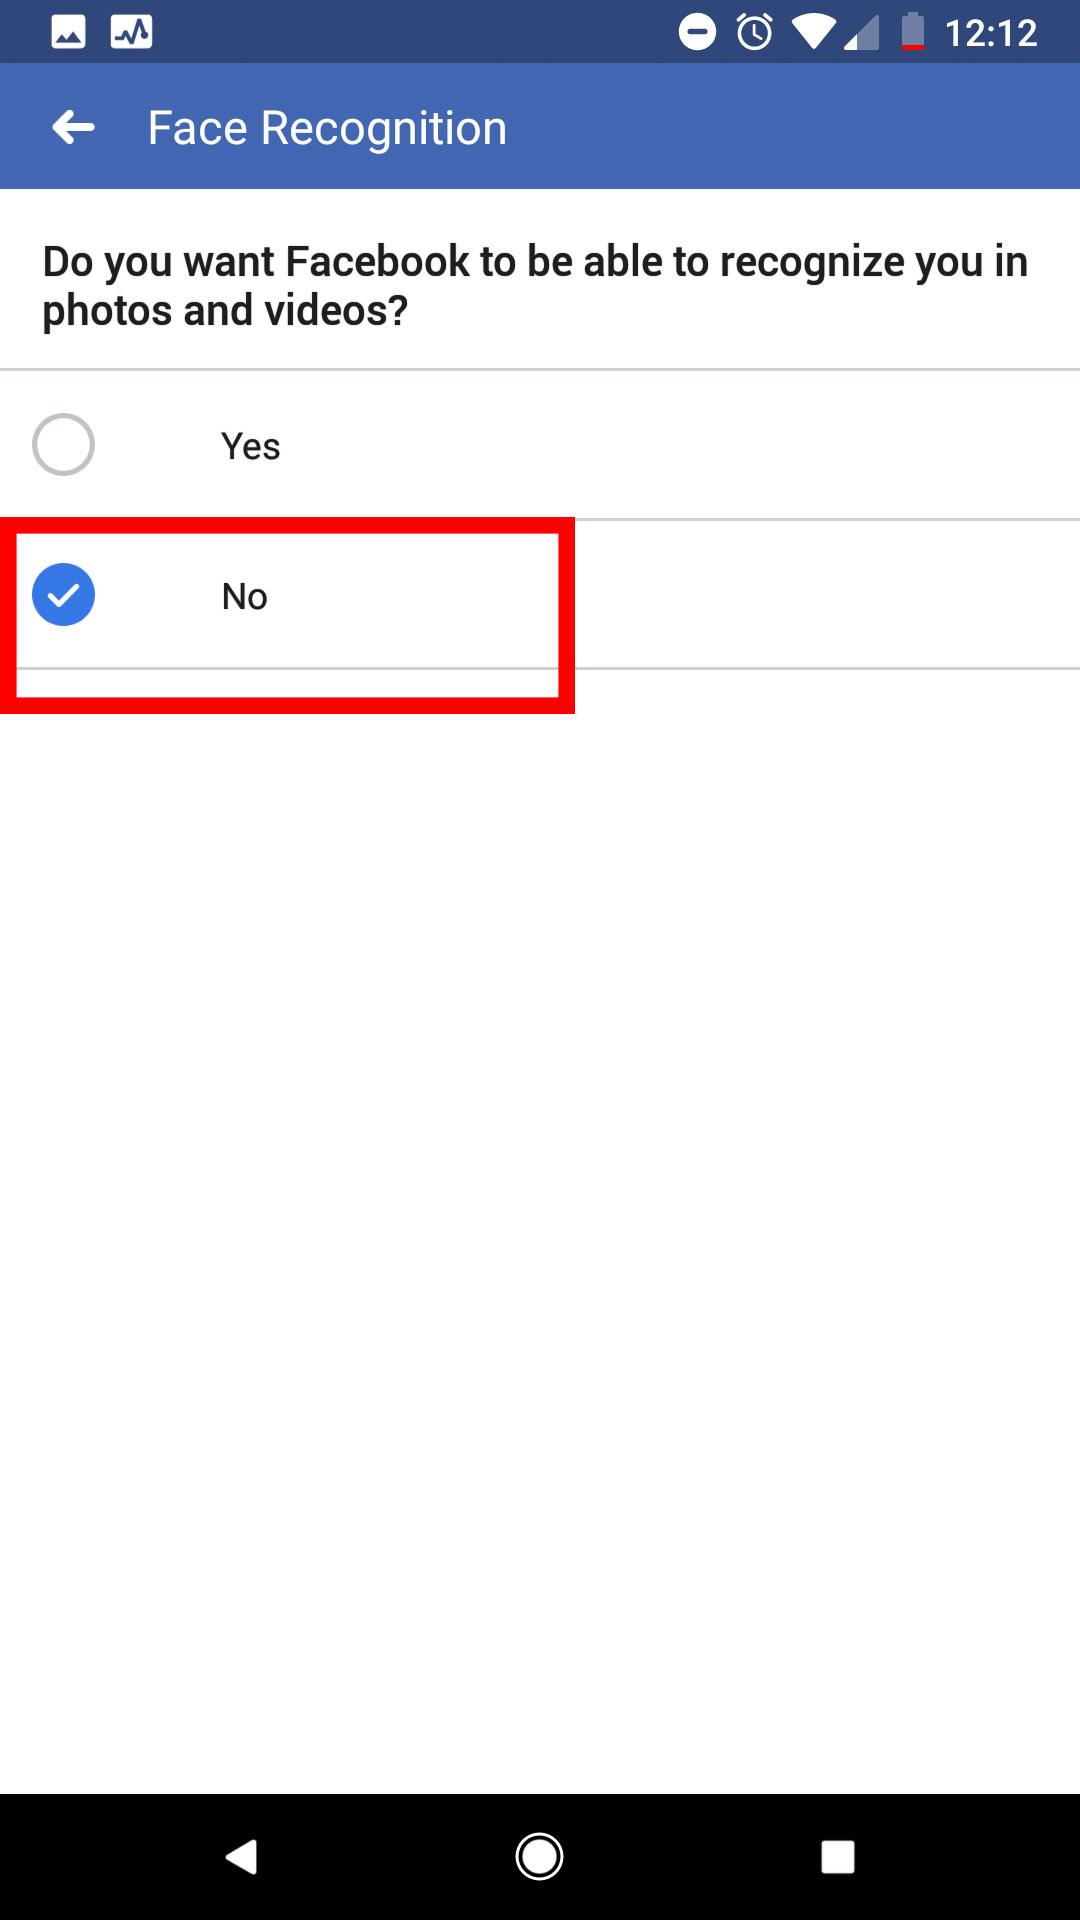 12:12
Face Recognition
Do you want Facebook to be able to recognize you in
photos and videos?
Yes
No